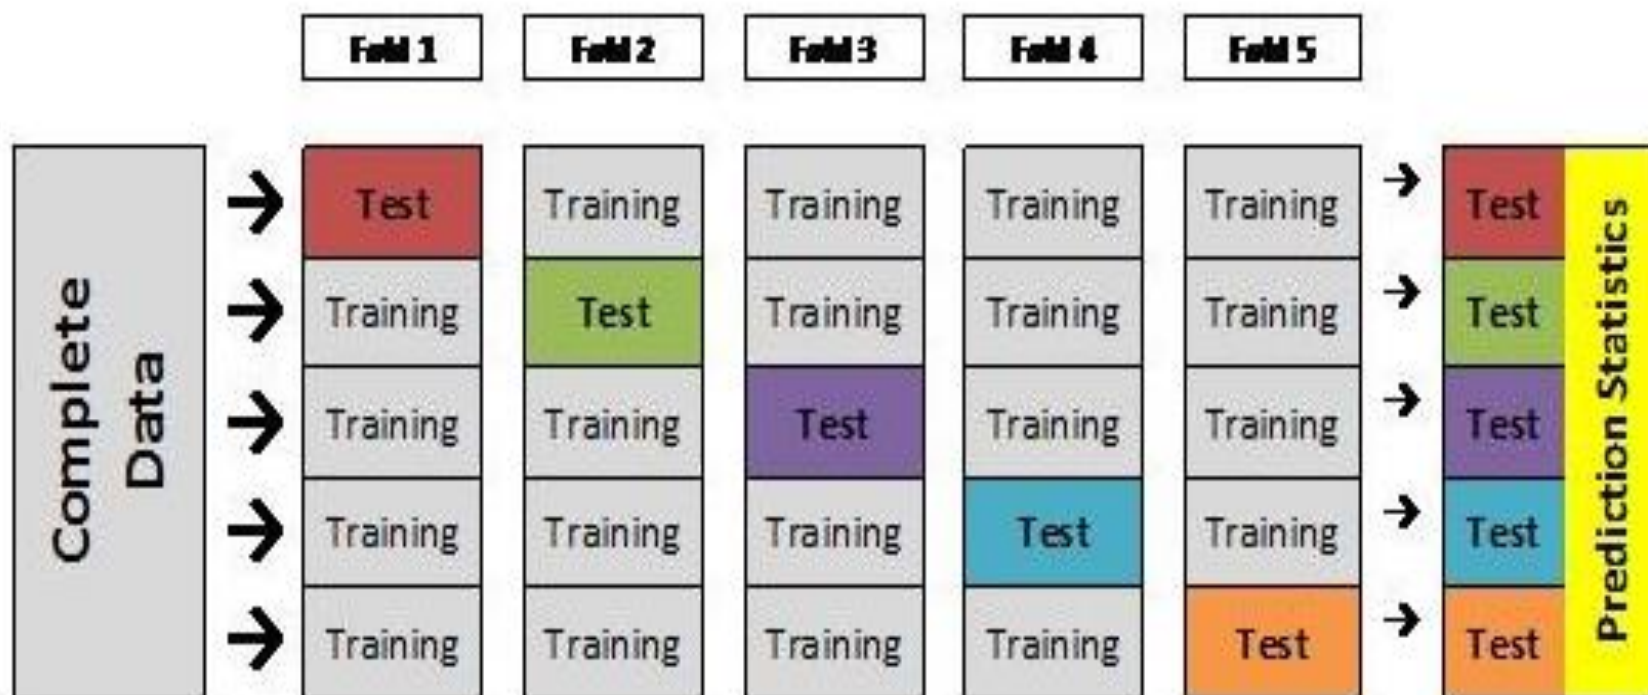 Fold 1 Fold 2 Fold 3 Fold 4 Fold 5
Complete
Data
Test Training Training Training Training Test
Training Test Training Training Training Test
Training Training Test Training Training Test
Training Training Training Test Training Test
Training Training Training Training Test Test
Prediction Statistics